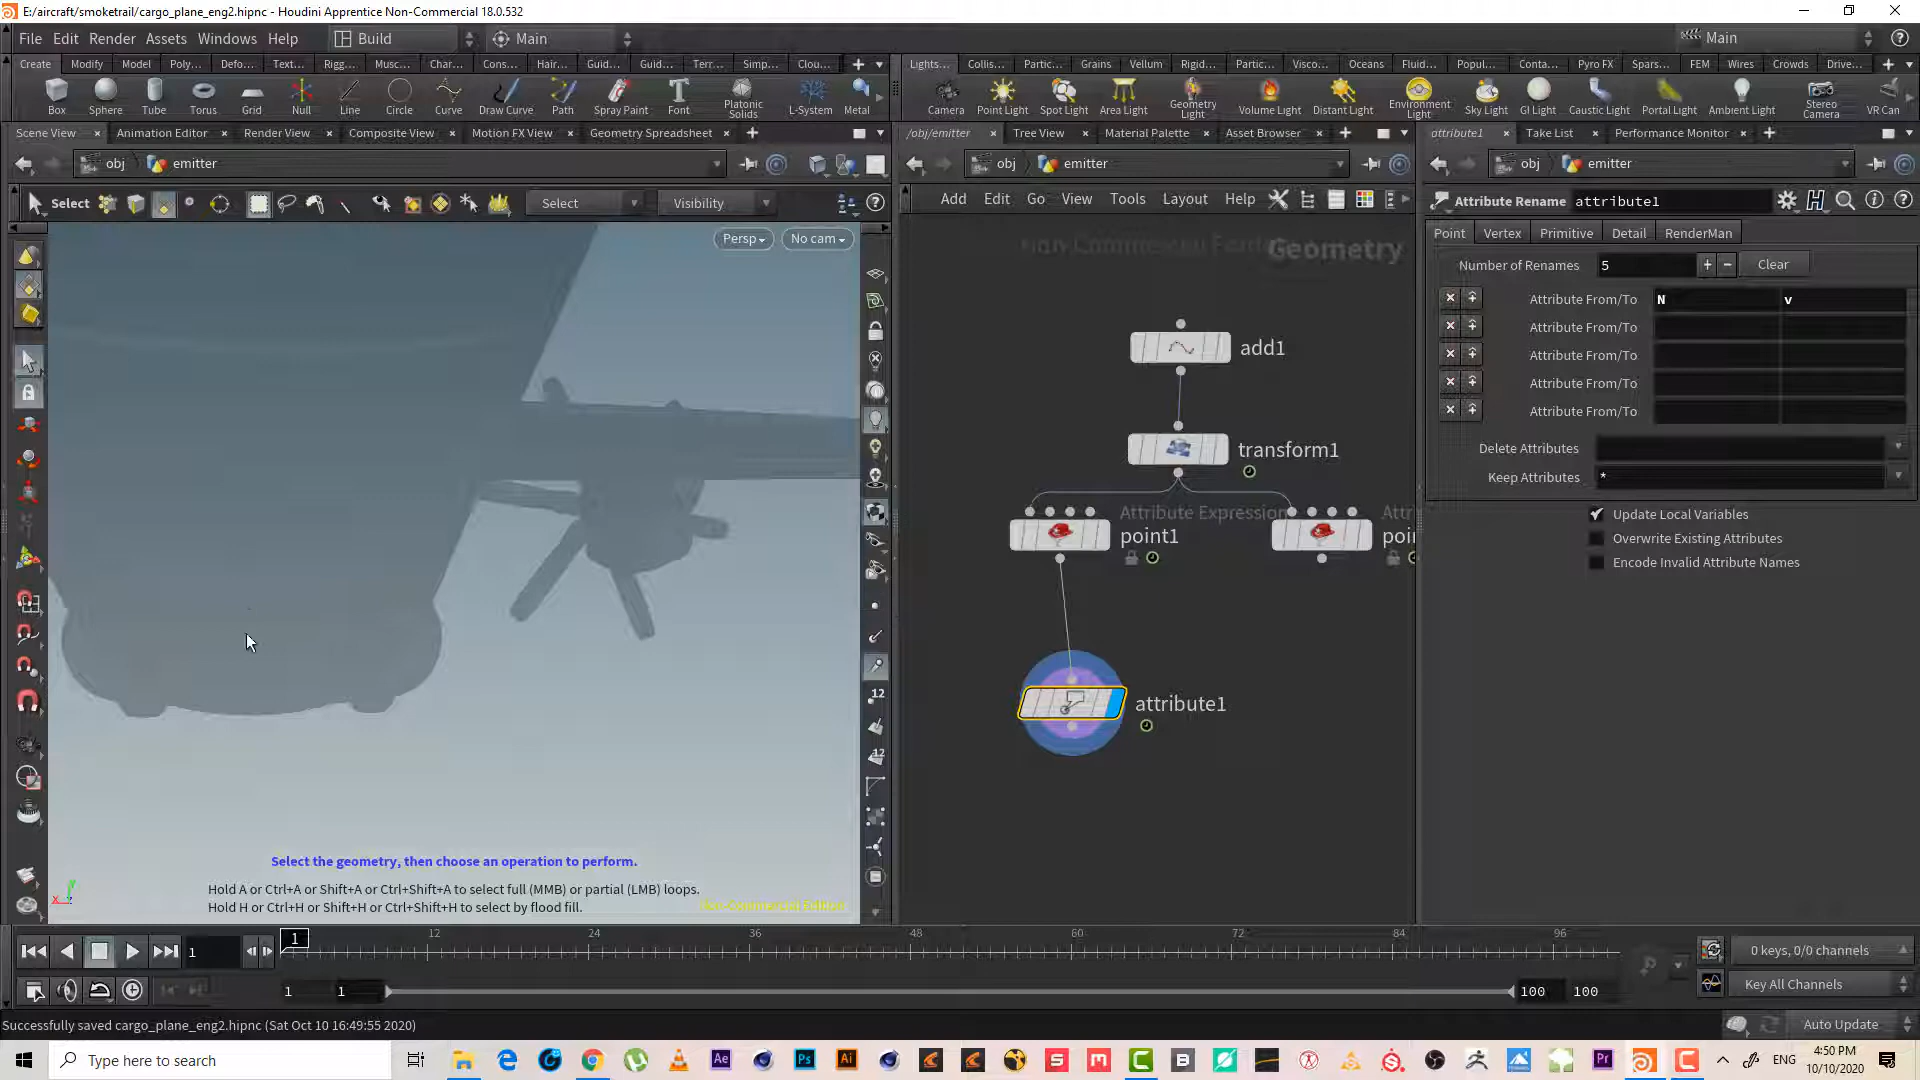 E:/aircraft/smoketrail/cargo_plane_eng2.hipnc - Houdini Apprentice Non-Commercial 18.0.532
File Edit Render Assets Windows Help Build Main Main
Create Modify Model Poly... Defo... Text... Rigg... Musc... Char... Cons... Hair... Guid... Guid... Terr... Simp... Clou...
Lights... Collis... Partic... Grains Vellum Rigid... Partic... Visco... Oceans Fluid... Popul... Conta... Pyro FX Spars... FEM Wires Crowds Drive...
Box Sphere Tube Torus Grid Null Line Circle Curve Draw Curve Path Spray Paint Font Platonic Solids L-System Metal
Camera Point Light Spot Light Area Light Geometry Light Volume Light Distant Light Environment Light Sky Light GI Light Caustic Light Portal Light Ambient Light Stereo Camera VR Can
Scene View Animation Editor Render View Composite View Motion FX View Geometry Spreadsheet
/obj/emitter Tree View Material Palette Asset Browser
attribute1 Take List Performance Monitor
obj emitter
obj emitter
obj emitter
Select Select Visibility
Add Edit Go View Tools Layout Help
Attribute Rename attribute1
Persp No cam
Geometry
Point Vertex Primitive Detail RenderMan
Number of Renames 5 Clear
Attribute From/To N v
Attribute From/To
Attribute From/To
Attribute From/To
Attribute From/To
Delete Attributes
Keep Attributes *
Update Local Variables
Overwrite Existing Attributes
Encode Invalid Attribute Names
add1
transform1
Attribute Expression Attr
point1 poin
attribute1
12
12
Select the geometry, then choose an operation to perform.
Hold A or Ctrl+A or Shift+A or Ctrl+Shift+A to select full (MMB) or partial (LMB) loops.
Hold H or Ctrl+H or Shift+H or Ctrl+Shift+H to select by flood fill.
Non-Commercial Edition
x y
1 1 12 24 36 48 60 72 84 96
0 keys, 0/0 channels
1 1 100 100
Key All Channels
Successfully saved cargo_plane_eng2.hipnc (Sat Oct 10 16:49:55 2020)
Auto Update
Type here to search
ENG
4:50 PM
10/10/2020